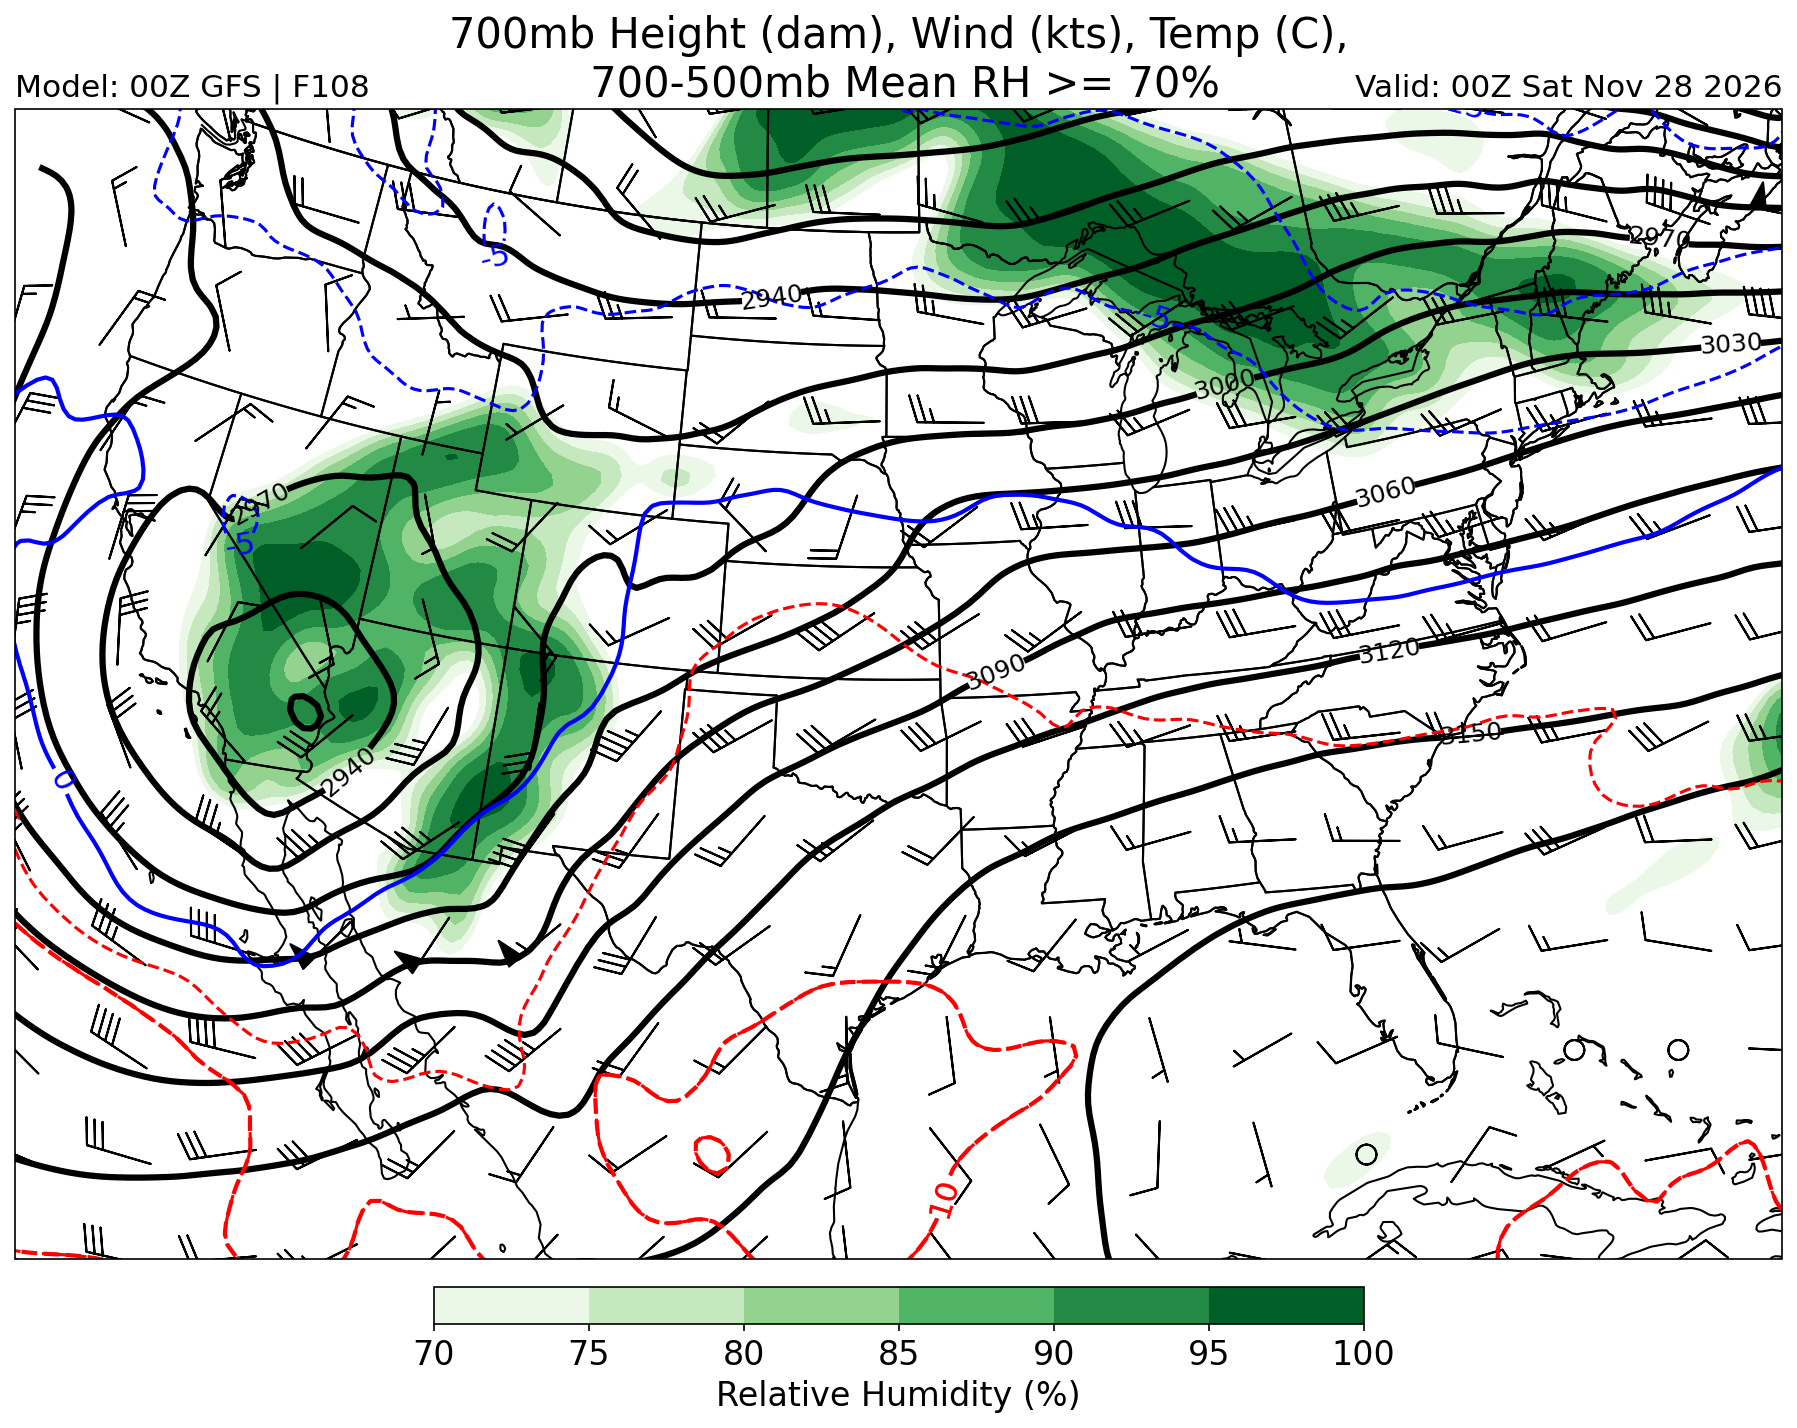 700mb Height (dam), Wind (kts), Temp (C),
700-500mb Mean RH >= 70%
Model: 00Z GFS | F108
Valid: 00Z Sat Nov 28 2026
2970
-5
2940
3030
-5
3000
2970
3060
-5
3120
3090
3150
2940
0
10
70 75 80 85 90 95 100
Relative Humidity (%)